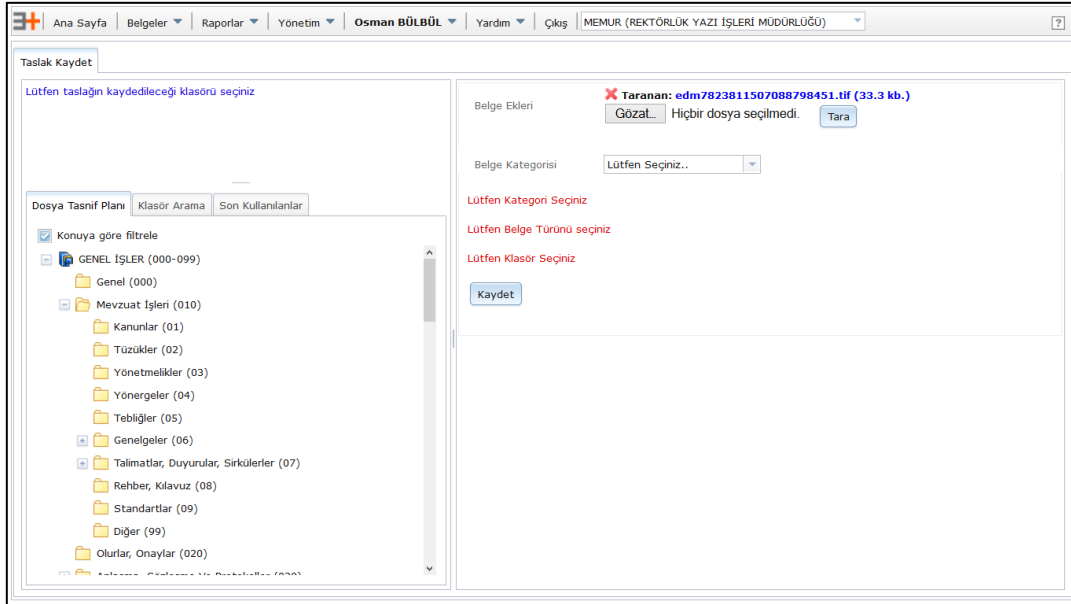 Ana Sayfa Belgeler Raporlar Yönetim Osman BÜLBÜL Yardım Çıkış MEMUR (REKTÖRLÜK YAZI İŞLERİ MÜDÜRLÜĞÜ) ?
Taslak Kaydet
Lütfen taslağın kaydedileceği klasörü seçiniz
Dosya Tasnif Planı Klasör Arama Son Kullanılanlar
Konuya göre filtrele
GENEL İŞLER (000-099)
Genel (000)
Mevzuat İşleri (010)
Kanunlar (01)
Tüzükler (02)
Yönetmelikler (03)
Yönergeler (04)
Tebliğler (05)
Genelgeler (06)
Talimatlar, Duyurular, Sirkülerler (07)
Rehber, Kılavuz (08)
Standartlar (09)
Diğer (99)
Olurlar, Onaylar (020)
Belge Ekleri
Taranan: edm7823811507088798451.tif (33.3 kb.)
Gözat... Hiçbir dosya seçilmedi. Tara
Belge Kategorisi Lütfen Seçiniz..
Lütfen Kategori Seçiniz
Lütfen Belge Türünü seçiniz
Lütfen Klasör Seçiniz
Kaydet